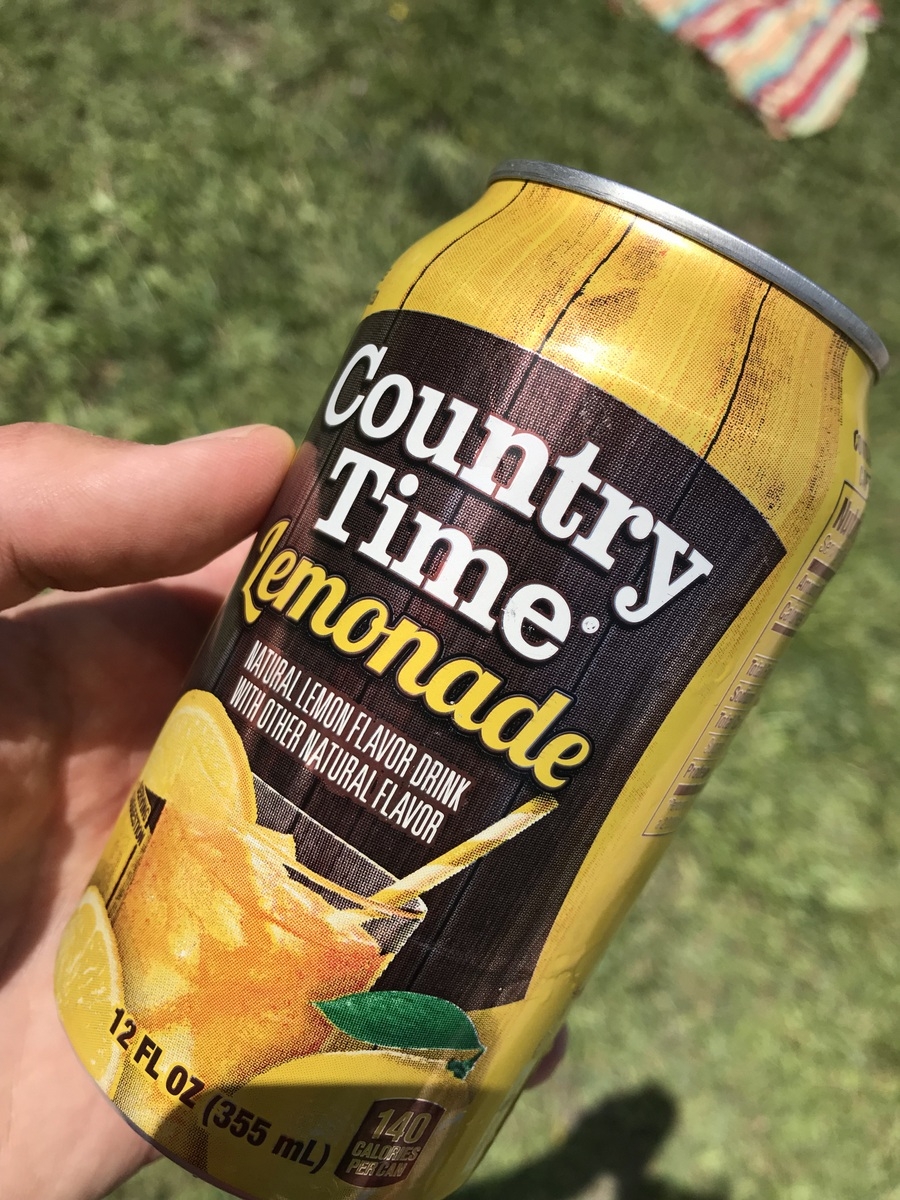 Country
Time®
Lemonade
NATURAL LEMON FLAVOR DRINK
WITH OTHER NATURAL FLAVOR
12 FL OZ (355 mL)
140
CALORIES
PER CAN